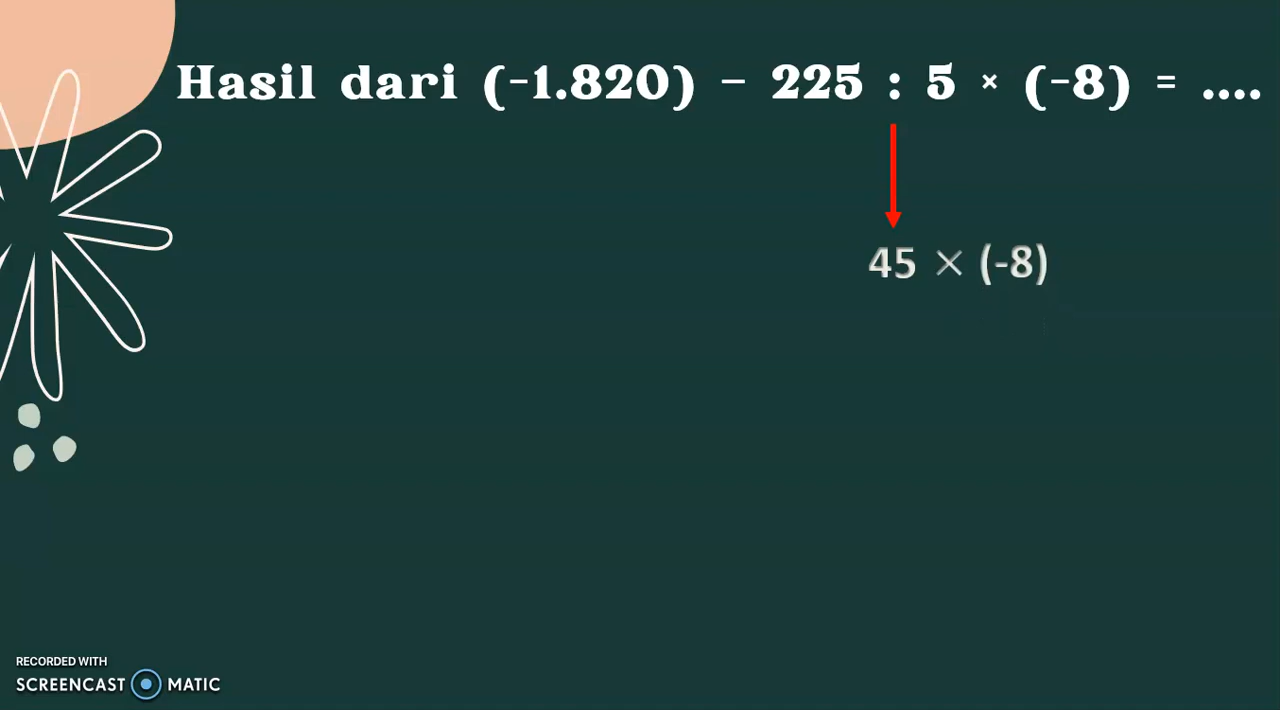 Hasil dari (-1.820) - 225 : 5 × (-8) = ....
45 × (-8)
RECORDED WITH
SCREENCAST MATIC